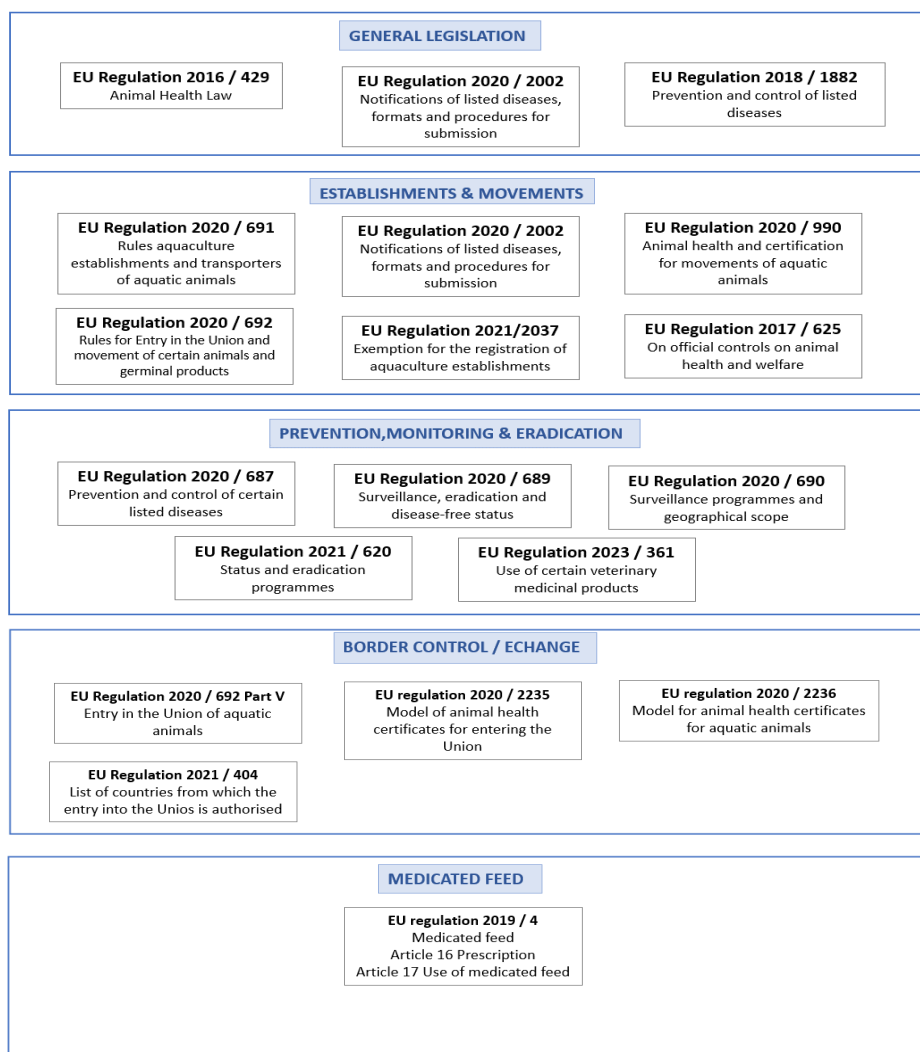 GENERAL LEGISLATION
EU Regulation 2016 / 429
Animal Health Law
EU Regulation 2020 / 2002
Notifications of listed diseases,
formats and procedures for
submission
EU Regulation 2018 / 1882
Prevention and control of listed
diseases
ESTABLISHMENTS & MOVEMENTS
EU Regulation 2020 / 691
Rules aquaculture
establishments and transporters
of aquatic animals
EU Regulation 2020 / 2002
Notifications of listed diseases,
formats and procedures for
submission
EU Regulation 2020 / 990
Animal health and certification
for movements of aquatic
animals
EU Regulation 2020 / 692
Rules for Entry in the Union and
movement of certain animals and
germinal products
EU Regulation 2021/2037
Exemption for the registration of
aquaculture establishments
EU Regulation 2017 / 625
On official controls on animal
health and welfare
PREVENTION,MONITORING & ERADICATION
EU Regulation 2020 / 687
Prevention and control of certain
listed diseases
EU Regulation 2020 / 689
Surveillance, eradication and
disease-free status
EU Regulation 2020 / 690
Surveillance programmes and
geographical scope
EU Regulation 2021 / 620
Status and eradication
programmes
EU Regulation 2023 / 361
Use of certain veterinary
medicinal products
BORDER CONTROL / ECHANGE
EU Regulation 2020 / 692 Part V
Entry in the Union of aquatic
animals
EU regulation 2020 / 2235
Model of animal health
certificates for entering the
Union
EU regulation 2020 / 2236
Model for animal health certificates
for aquatic animals
EU Regulation 2021 / 404
List of countries from which the
entry into the Unios is authorised
MEDICATED FEED
EU regulation 2019 / 4
Medicated feed
Article 16 Prescription
Article 17 Use of medicated feed